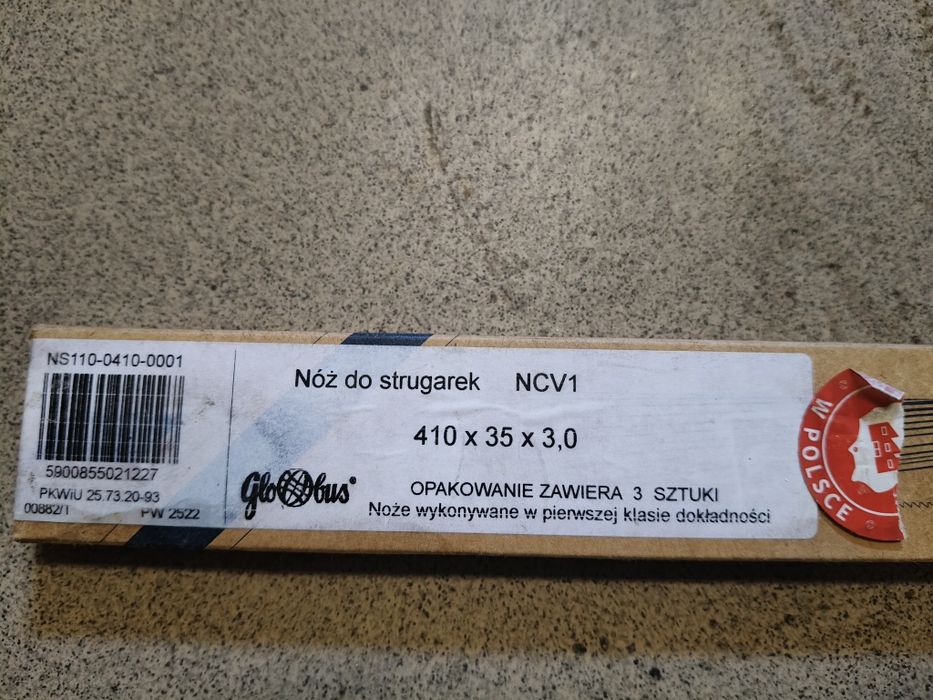 NS110-0410-0001
5900855021227
PKWiU 25.73.20-93
00882/1 PW 2522
Nóż do strugarek NCV1
410 x 35 x 3,0
Globus®
OPAKOWANIE ZAWIERA 3 SZTUKI
Noże wykonywane w pierwszej klasie dokładności
W POLSCE